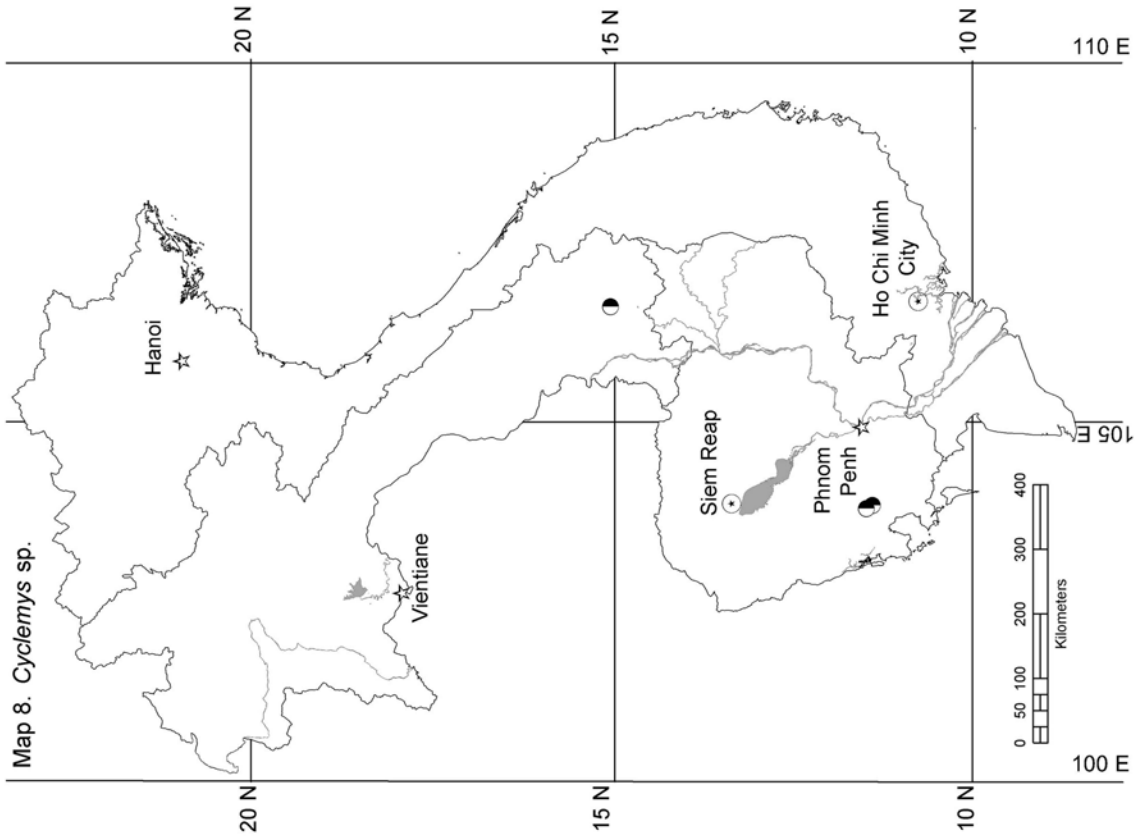 Map 8. Cyclemys sp.
20 N
15 N
10 N
20 N
15 N
10 N
100 E
105 E
110 E
Hanoi
Vientiane
Siem Reap
Phnom
Penh
Ho Chi Minh
City
0 50 100 200 300 400
Kilometers